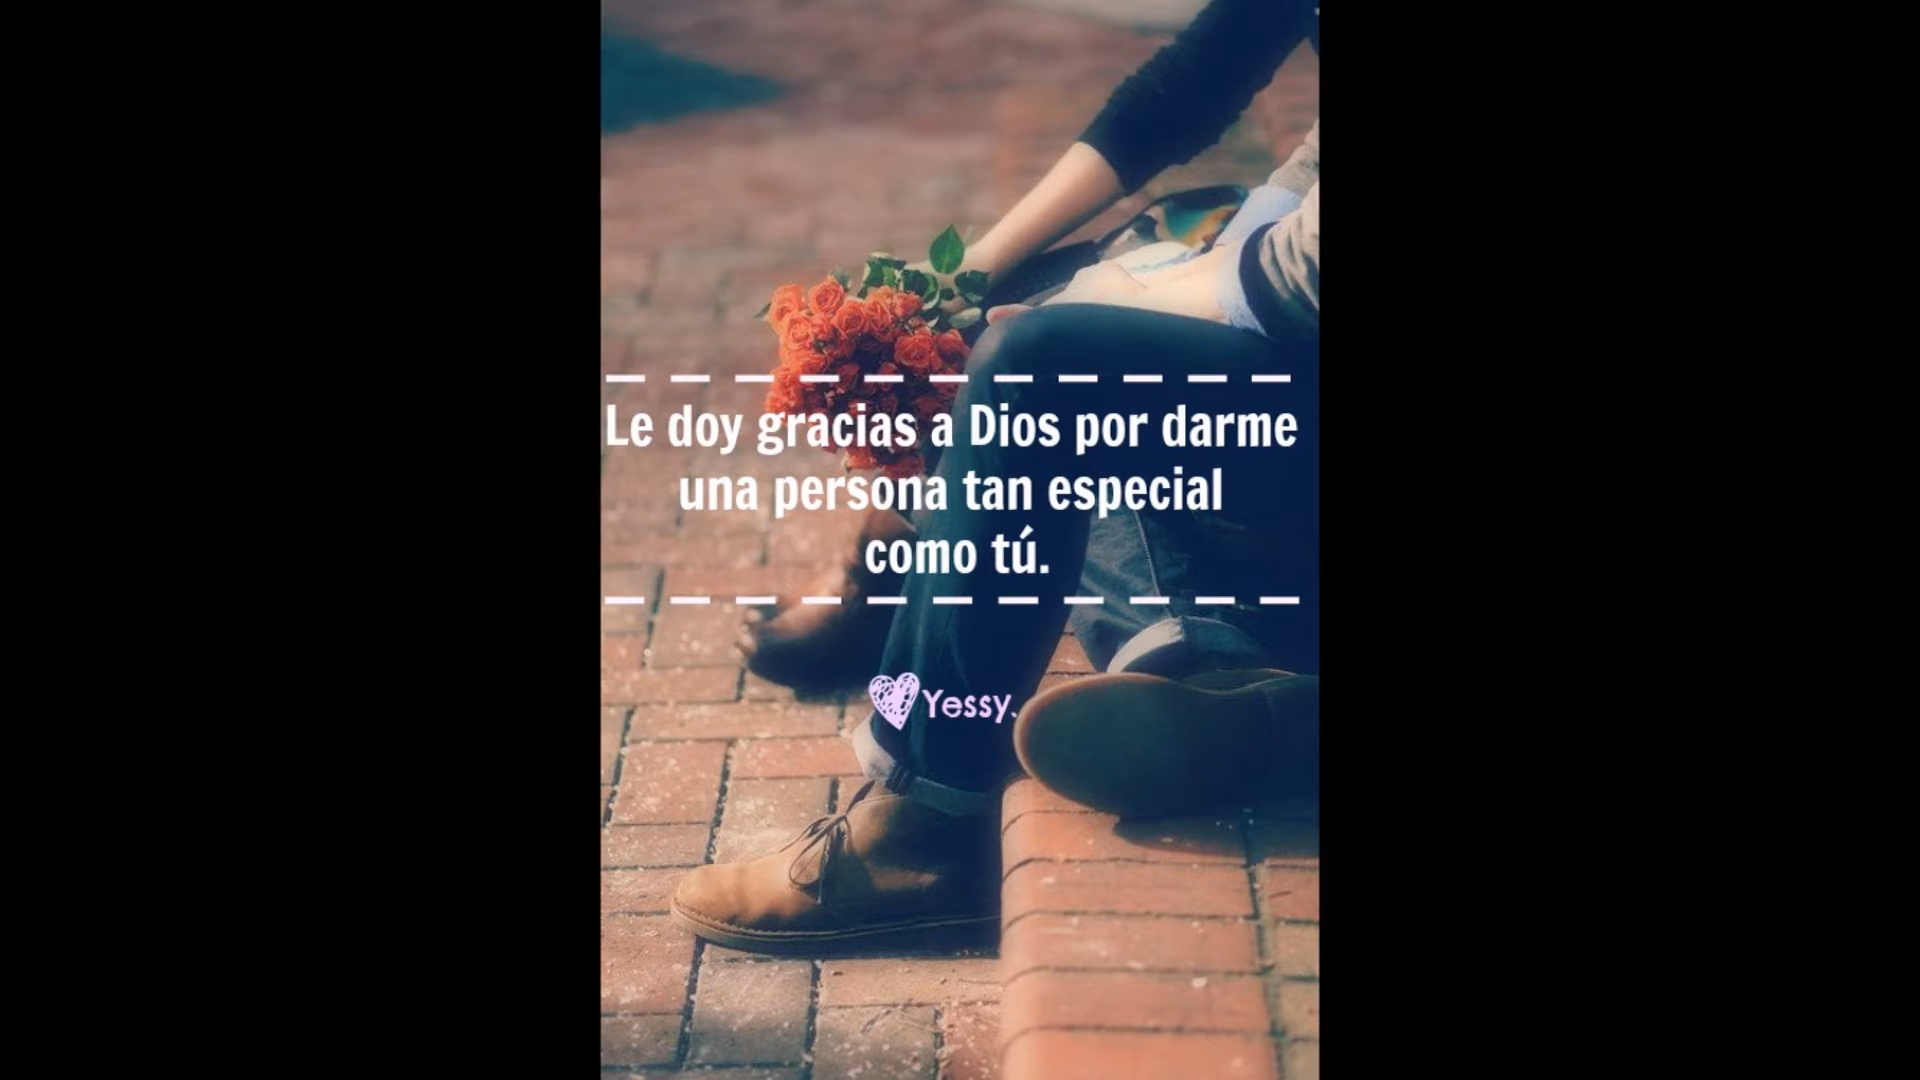 Le doy gracias a Dios por darme
una persona tan especial
como tú.
Yessy.